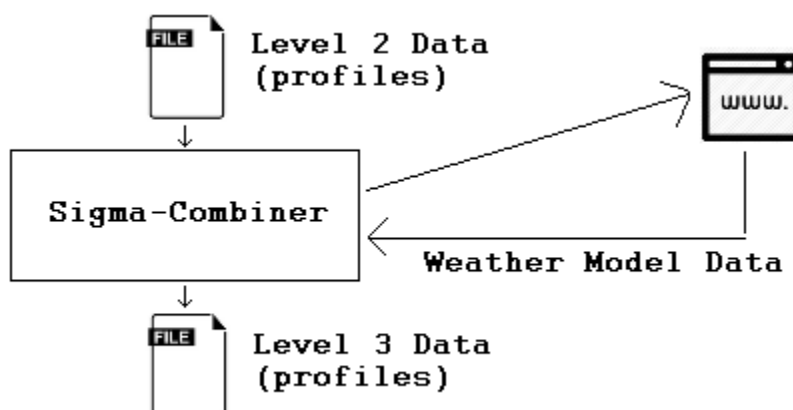 FILE
Level 2 Data
(profiles)
www.
Sigma-Combiner
Weather Model Data
FILE
Level 3 Data
(profiles)